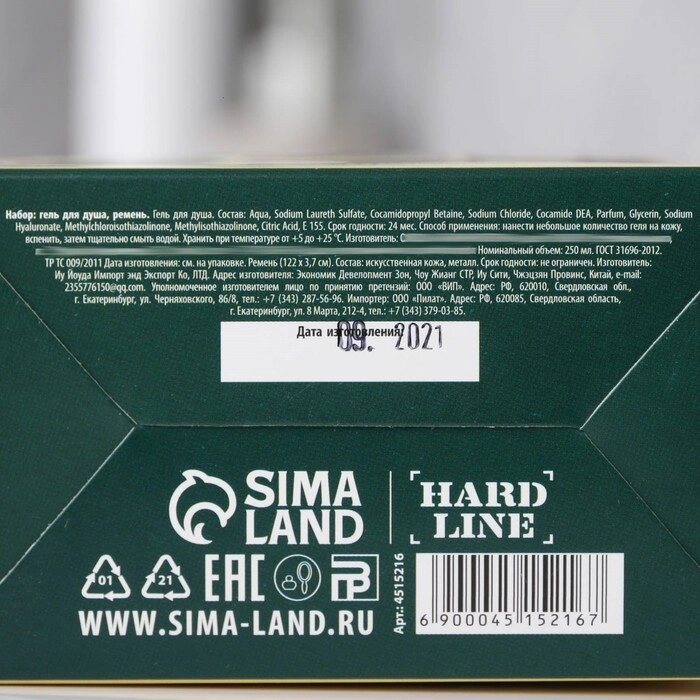 Набор: гель для душа, ремень. Гель для душа. Состав: Aqua, Sodium Laureth Sulfate, Cocamidopropyl Betaine, Sodium Chloride, Cocamide DEA, Parfum, Glycerin, Sodium
Hyaluronate, Methylchloroisothiazolinone, Methylisothiazolinone, Citric Acid, E 155. Срок годности: 24 мес. Способ применения: нанести небольшое количество геля на кожу,
вспенить, затем тщательно смыть водой. Хранить при температуре от +5 до +25 °C. Изготовитель: С
Номинальный объем: 250 мл. ГОСТ 31696-2012.
ТР ТС 009/2011 Дата изготовления: см. на упаковке. Ремень (122 х 3,7 см). Состав: искусственная кожа, металл. Срок годности: не ограничен. Изготовитель:
Иу Йоуда Импорт энд Экспорт Ко, ЛТД. Адрес изготовителя: Экономик Девелопмент Зон, Чоу Жианг СТР, Иу Сити, Чжэцзян Провинс, Китай, e-mail:
2355776150@qq.com. Уполномоченное изготовителем лицо по принятию претензий: ООО «ВИП». Адрес: РФ, 620010, Свердловская обл.,
г. Екатеринбург, ул. Черняховского, 86/8, тел.: +7 (343) 287-56-96. Импортер: ООО «Пилат». Адрес: РФ, 620085, Свердловская область,
г. Екатеринбург, ул. 8 Марта, 212-4, тел.: +7 (343) 379-03-85.
Дата изготовления:
09. 2021
SIMA LAND
HARD LINE
01 21 EAC
WWW.SIMA-LAND.RU
Арт.: 4515216
6 900045 152167